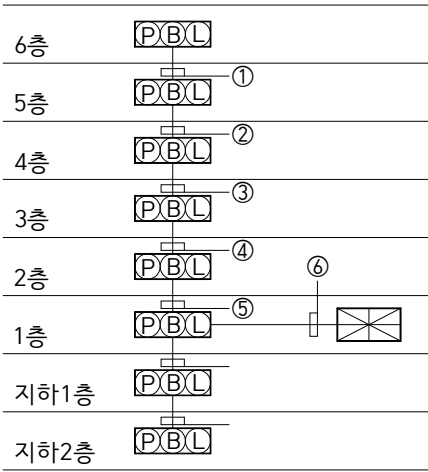 6층 PBL
①
5층 PBL
②
4층 PBL
③
3층 PBL
④
2층 PBL
⑥
⑤
1층 PBL
지하1층 PBL
지하2층 PBL